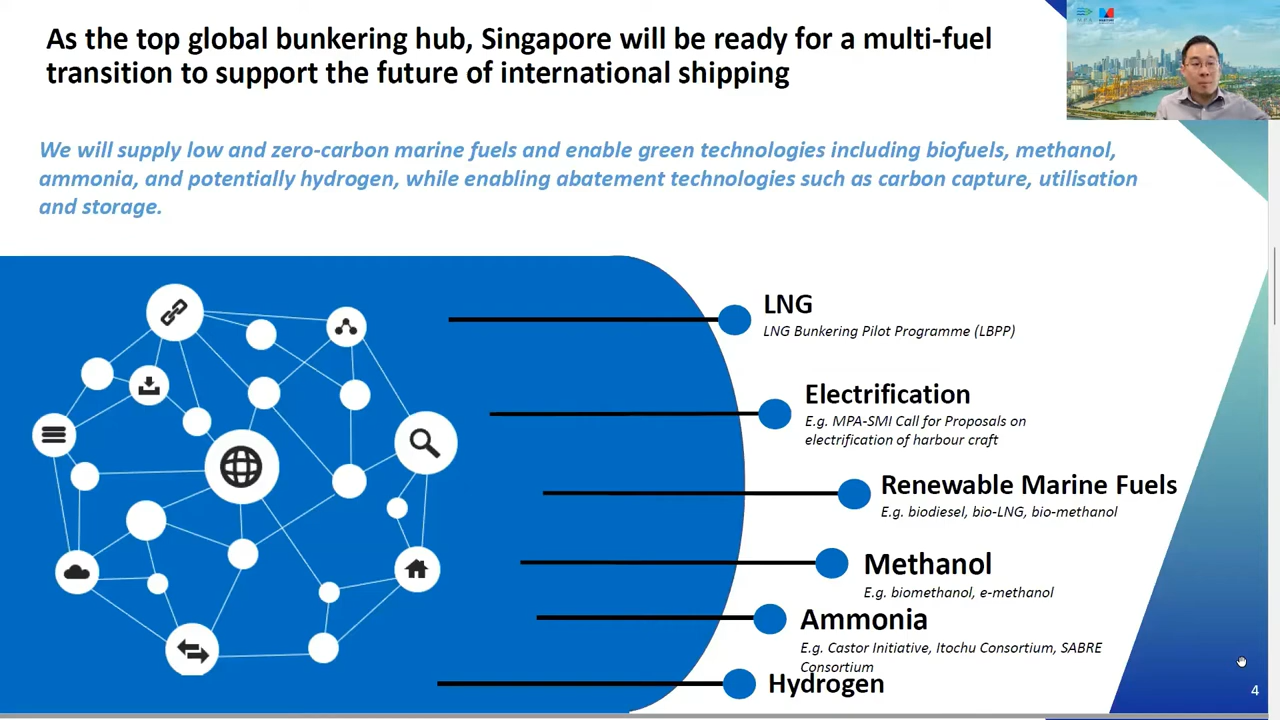 As the top global bunkering hub, Singapore will be ready for a multi-fuel
transition to support the future of international shipping
We will supply low and zero-carbon marine fuels and enable green technologies including biofuels, methanol,
ammonia, and potentially hydrogen, while enabling abatement technologies such as carbon capture, utilisation
and storage.
LNG
LNG Bunkering Pilot Programme (LBPP)
Electrification
E.g. MPA-SMI Call for Proposals on
electrification of harbour craft
Renewable Marine Fuels
E.g. biodiesel, bio-LNG, bio-methanol
Methanol
E.g. biomethanol, e-methanol
Ammonia
E.g. Castor Initiative, Itochu Consortium, SABRE
Consortium
Hydrogen
4